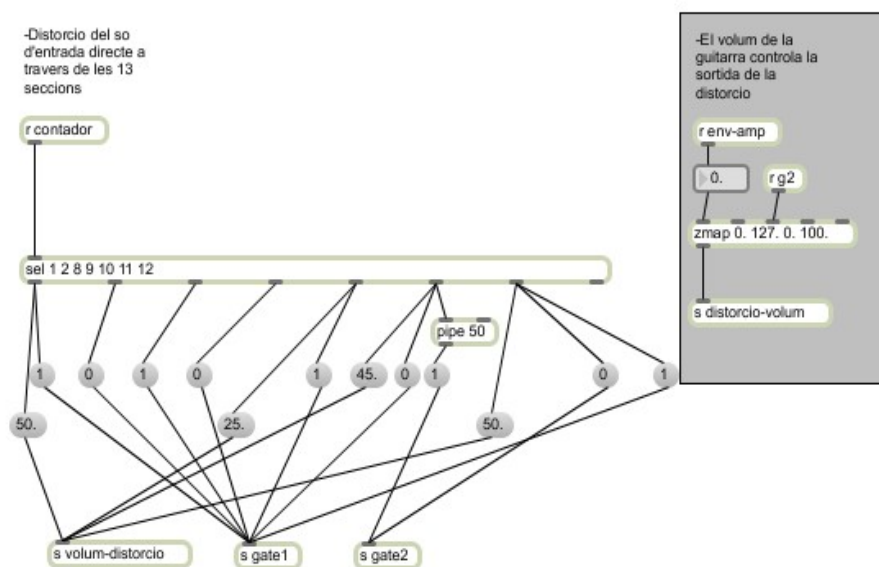 -Distorcio del so
d'entrada directe a
travers de les 13
seccions
r contador
sel 1 2 8 9 10 11 12
pipe 50
1
0
1
0
1
45.
0
1
0
1
50.
25.
50.
s volum-distorcio
s gate1
s gate2
-El volum de la
guitarra controla la
sortida de la
distorcio
r env-amp
0.
r g2
zmap 0. 127. 0. 100.
s distorcio-volum